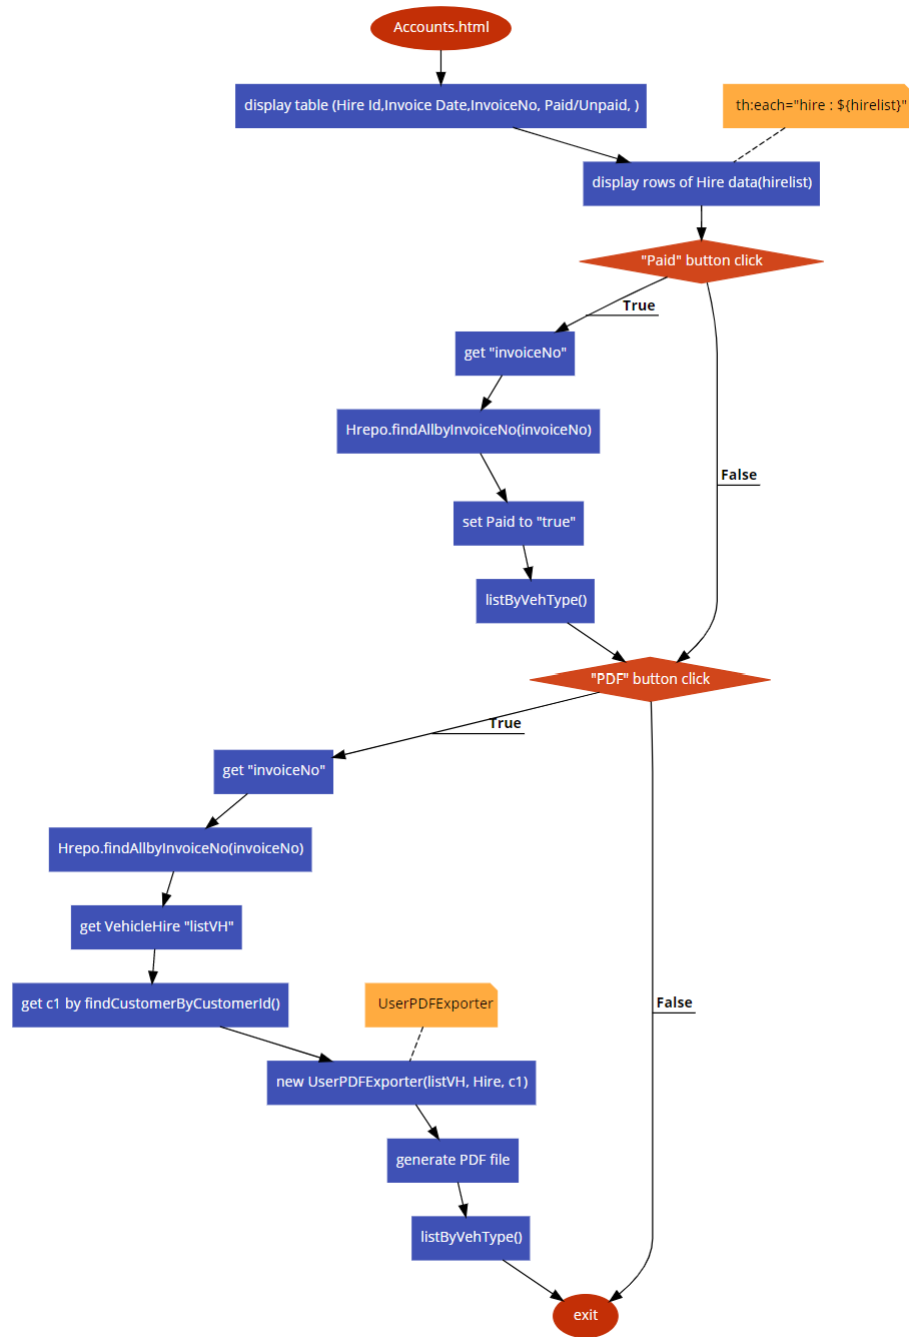 Accounts.html
display table (Hire Id,Invoice Date,InvoiceNo, Paid/Unpaid, )
th:each="hire : ${hirelist}"
display rows of Hire data(hirelist)
"Paid" button click
True
get "invoiceNo"
Hrepo.findAllbyInvoiceNo(invoiceNo)
False
set Paid to "true"
listByVehType()
"PDF" button click
True
get "invoiceNo"
Hrepo.findAllbyInvoiceNo(invoiceNo)
get VehicleHire "listVH"
get c1 by findCustomerByCustomerId()
UserPDFExporter
False
new UserPDFExporter(listVH, Hire, c1)
generate PDF file
listByVehType()
exit